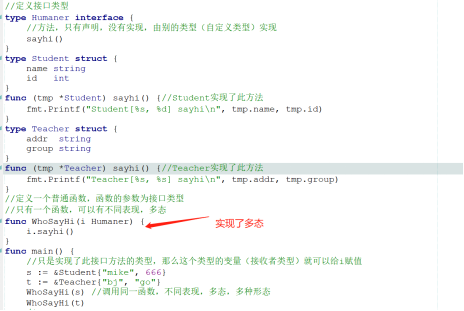 //定义接口类型
type Humaner interface {
//方法，只有声明，没有实现，由别的类型（自定义类型）实现
sayhi()
}
type Student struct {
name string
id int
}
func (tmp *Student) sayhi() {//Student实现了此方法
fmt.Printf("Student[%s, %d] sayhi\n", tmp.name, tmp.id)
}
type Teacher struct {
addr string
group string
}
func (tmp *Teacher) sayhi() {//Teacher实现了此方法
fmt.Printf("Teacher[%s, %s] sayhi\n", tmp.addr, tmp.group)
}
//定义一个普通函数，函数的参数为接口类型
//只有一个函数，可以有不同表现，多态
func WhoSayHi(i Humaner) {
实现了多态
i.sayhi()
}
func main() {
//只是实现了此接口方法的类型，那么这个类型的变量（接收者类型）就可以给i赋值
s := &Student{"mike", 666}
t := &Teacher{"bj", "go"}
WhoSayHi(s) //调用同一函数，不同表现，多态，多种形态
WhoSayHi(t)